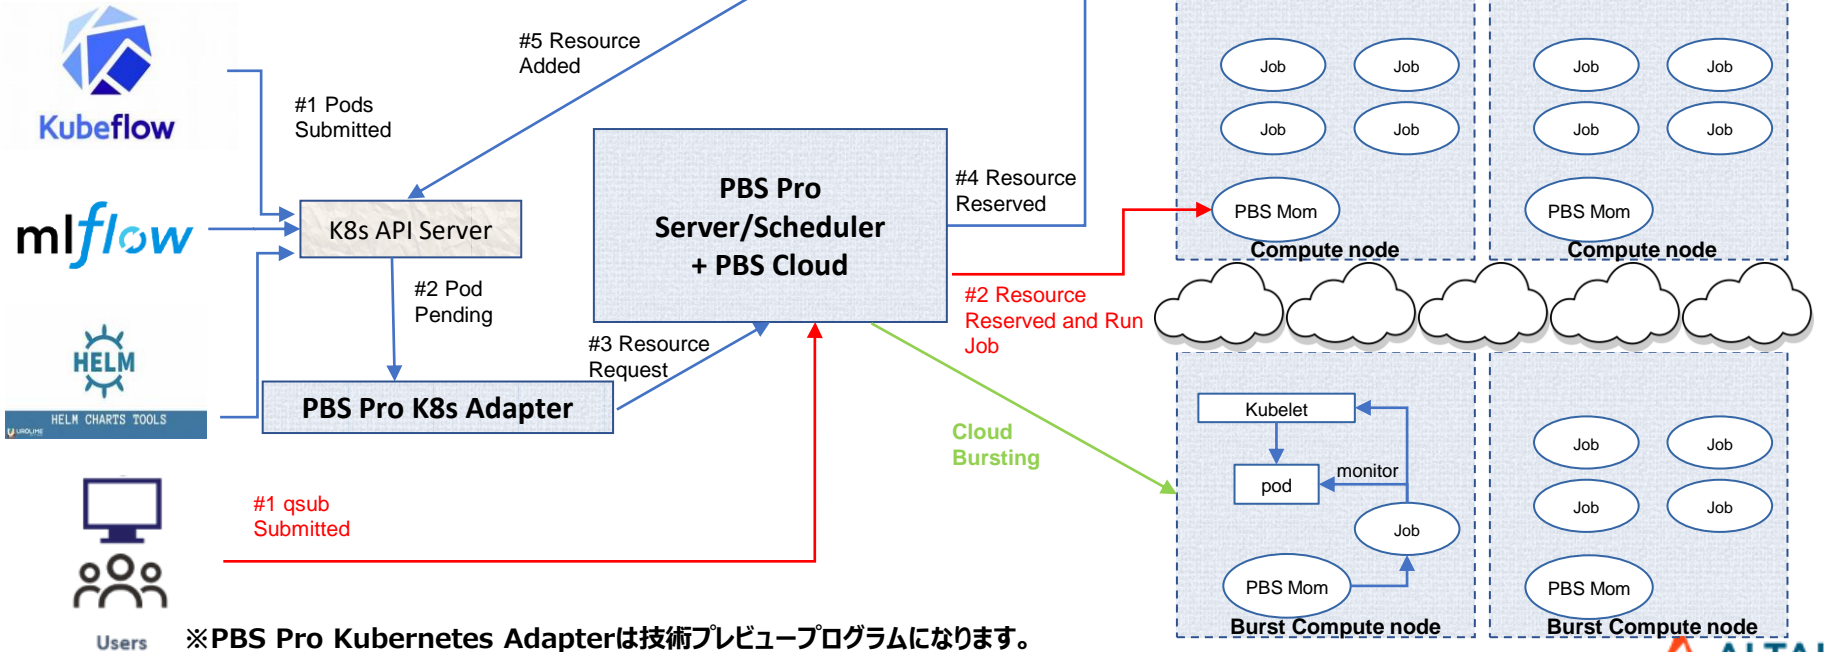 Kubeflow
mlflow
HELM
HELM CHARTS TOOLS
Users
#1 Pods
Submitted
#5 Resource
Added
K8s API Server
#2 Pod
Pending
PBS Pro K8s Adapter
#3 Resource
Request
#1 qsub
Submitted
PBS Pro
Server/Scheduler
+ PBS Cloud
#4 Resource
Reserved
#2 Resource
Reserved and Run
Job
Cloud
Bursting
Job
Job
Job
Job
PBS Mom
Compute node
Job
Job
Job
Job
PBS Mom
Compute node
Kubelet
pod
monitor
Job
PBS Mom
Burst Compute node
Job
Job
Job
Job
PBS Mom
Burst Compute node
※PBS Pro Kubernetes Adapterは技術プレビュープログラムになります。